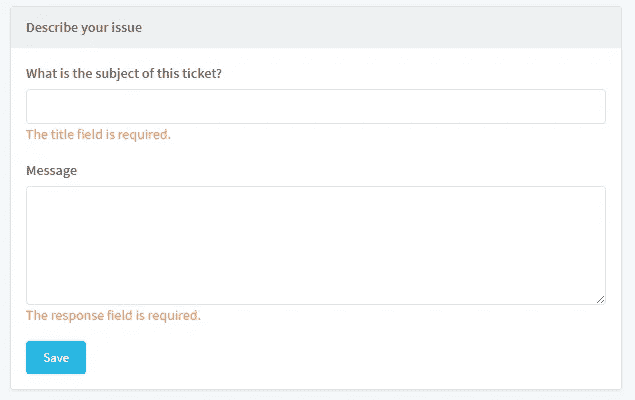 Describe your issue
What is the subject of this ticket?
The title field is required.
Message
The response field is required.
Save